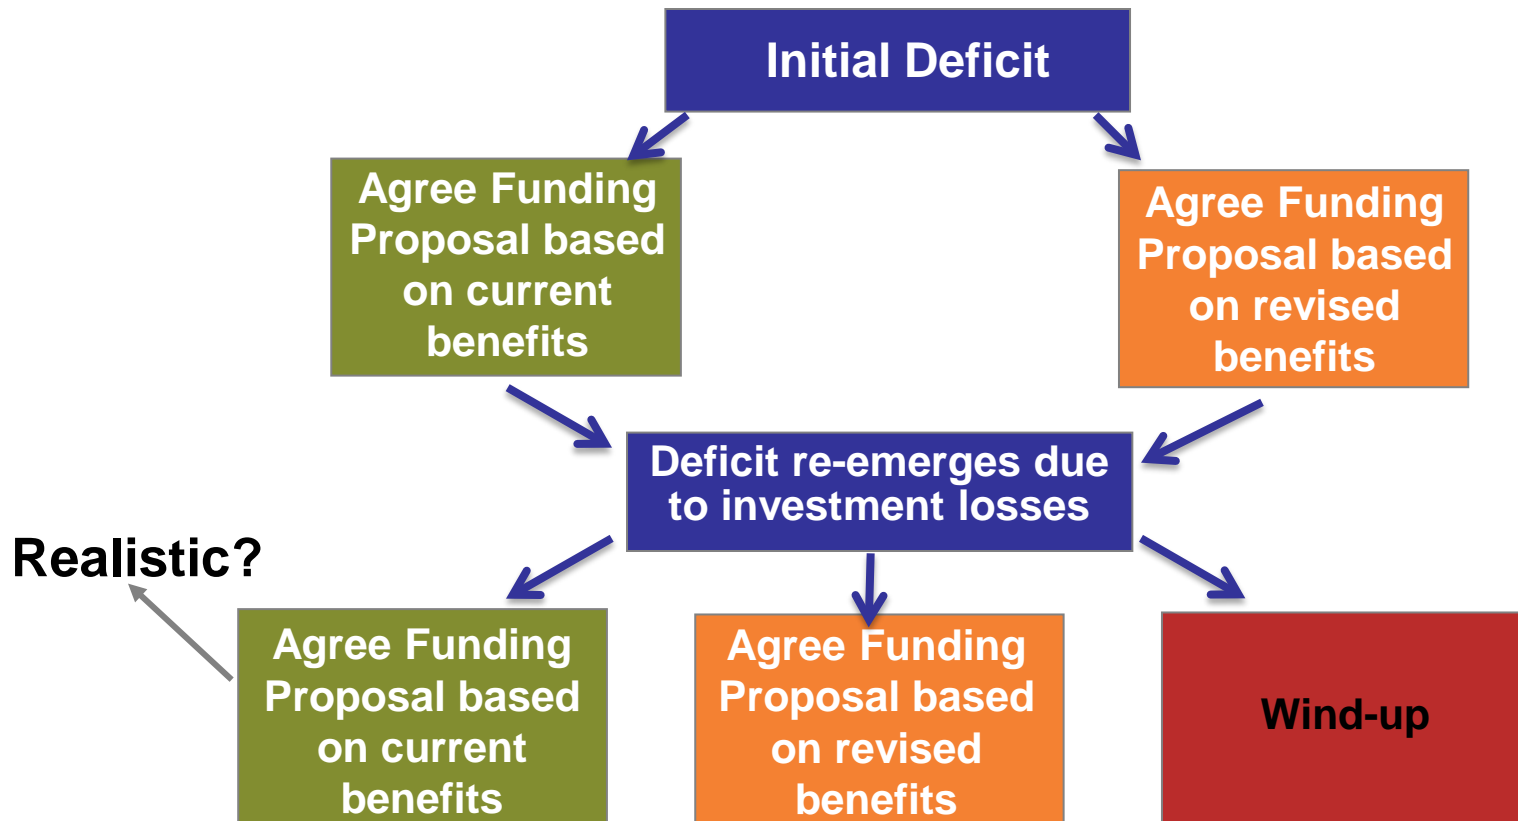 Initial Deficit
Agree Funding
Proposal based
on current
benefits
Agree Funding
Proposal based
on revised
benefits
Deficit re-emerges due
to investment losses
Realistic?
Agree Funding
Proposal based
on current
benefits
Agree Funding
Proposal based
on revised
benefits
Wind-up